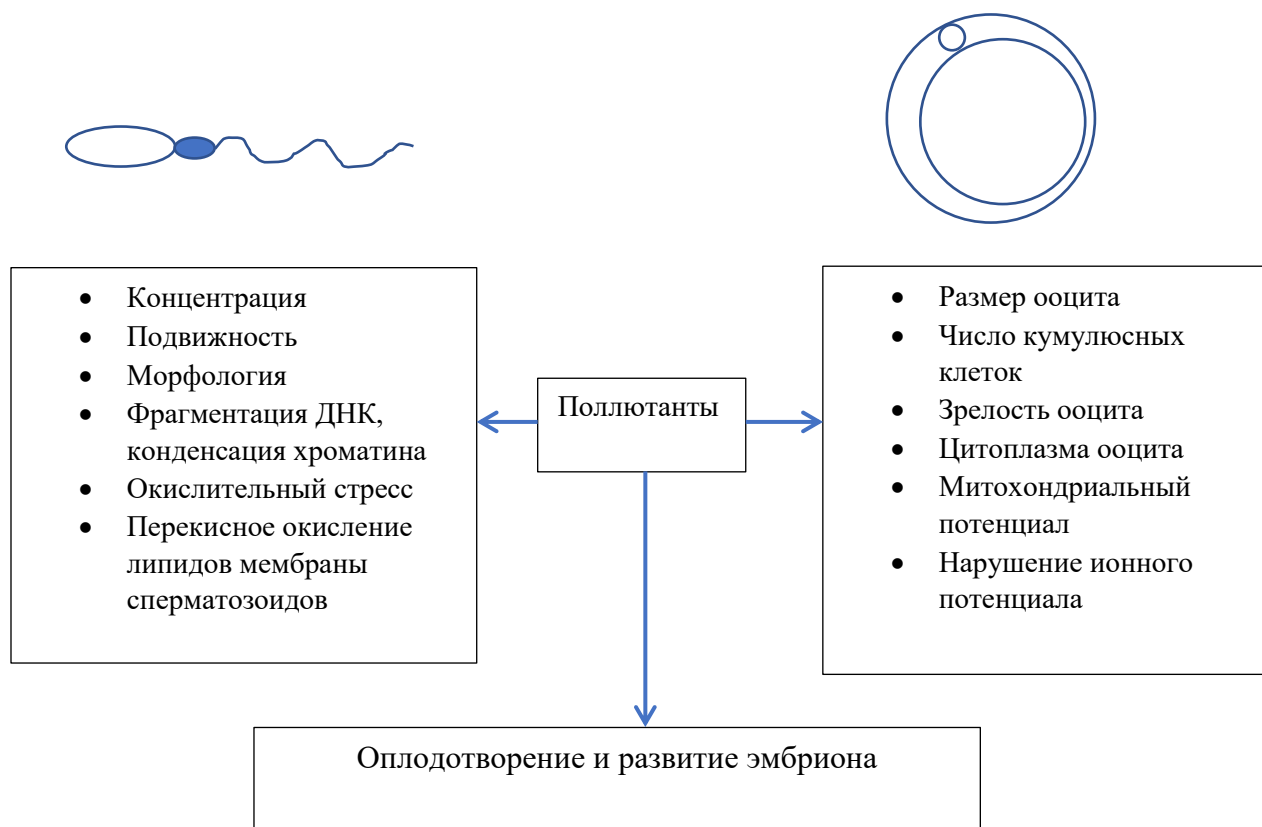 Концентрация
Подвижность
Морфология
Фрагментация ДНК,
конденсация хроматина
Окислительный стресс
Перекисное окисление
липидов мембраны
сперматозоидов
Поллютанты
Размер ооцита
Число кумулюсных
клеток
Зрелость ооцита
Цитоплазма ооцита
Митохондриальный
потенциал
Нарушение ионного
потенциала
Оплодотворение и развитие эмбриона